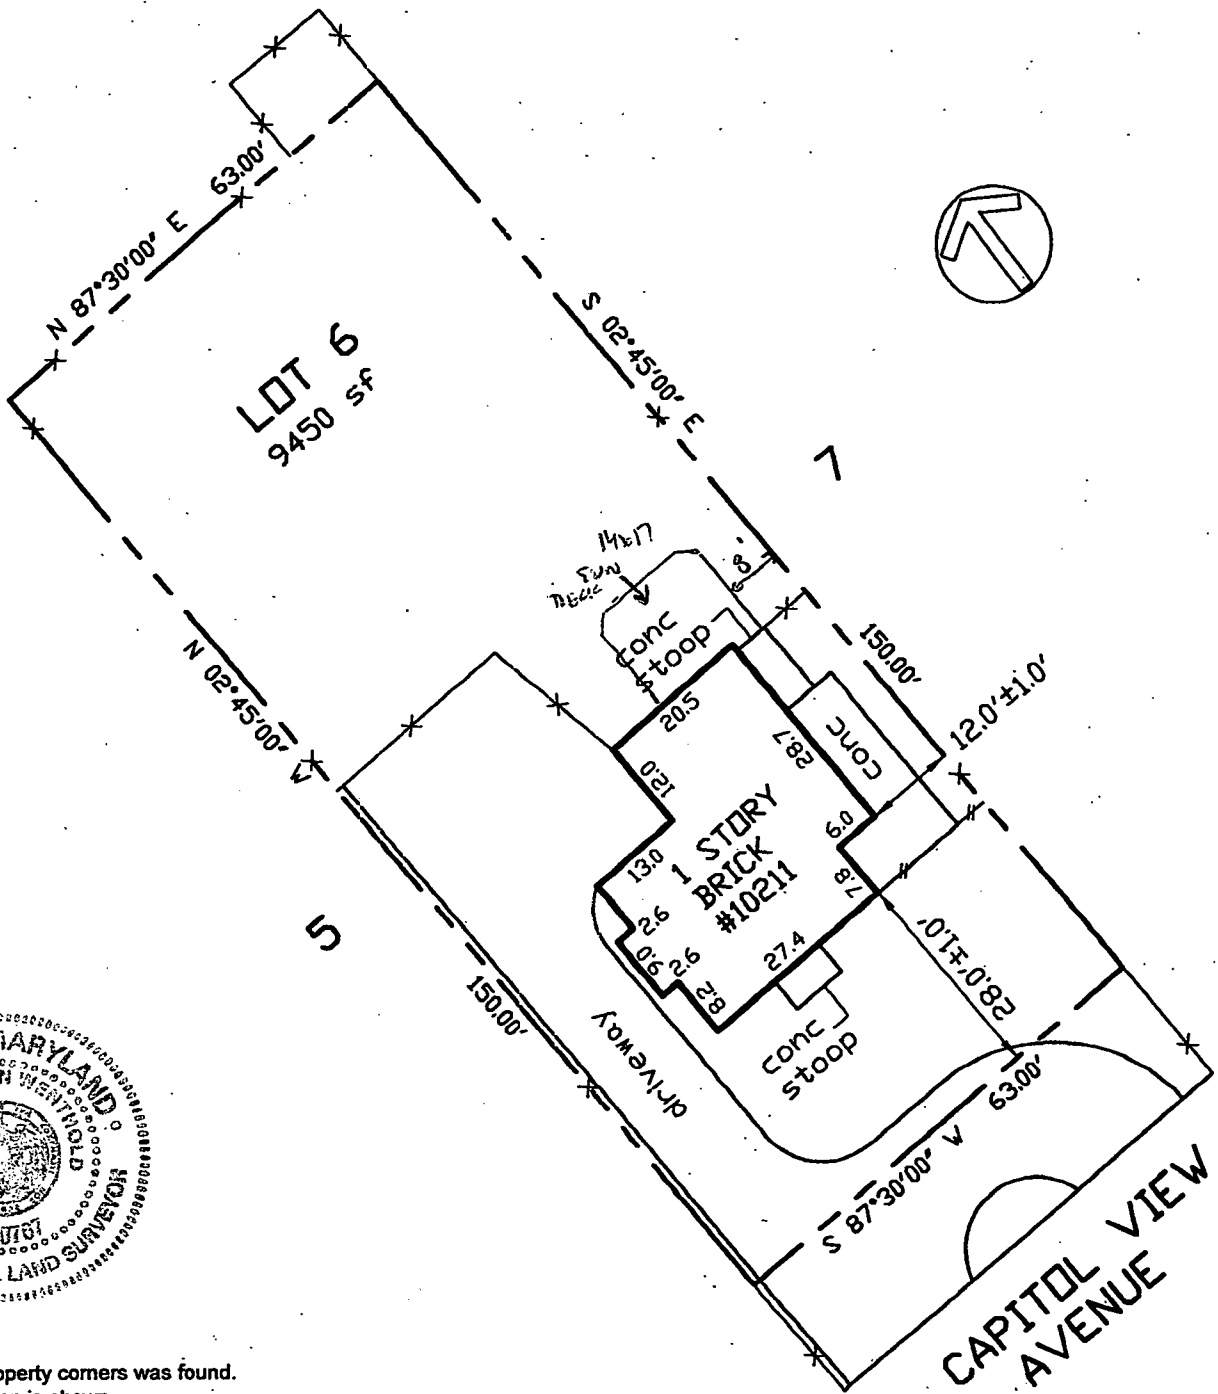 63.00'
N 87°30'00" E
LOT 6
9450 sf
S 02°45'00" E
7
14x17
SUN
DECK
8'
conc
stoop
150.00'
12.0'±1.0'
N 02°45'00" W
20.5
28.7
conc
12.0
6.0
1 STORY
BRICK
#10211
13.0
7.8
5
2.6
9.0
2.6
27.4
8.2
28.0'±1.0'
150.00'
driveway
conc
stoop
63.00'
S 87°30'00" W
CAPITOL VIEW
AVENUE
MARYLAND
WENTHOLD
LAND SURVEYOR
operty corners was found.